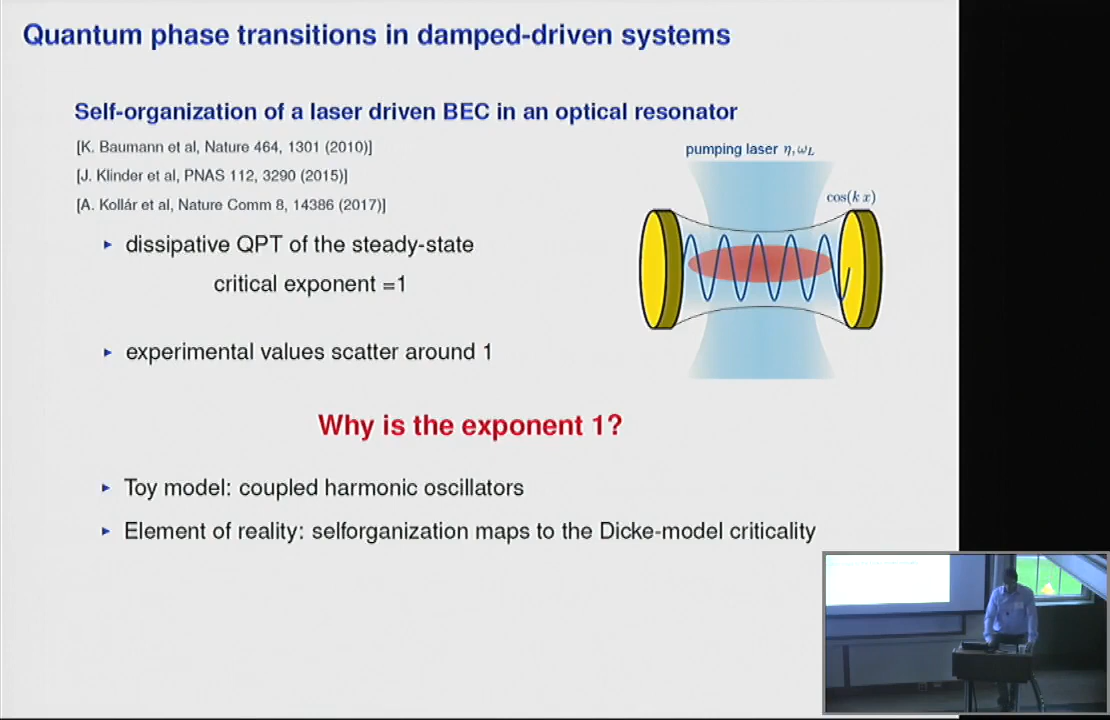 Quantum phase transitions in damped-driven systems
Self-organization of a laser driven BEC in an optical resonator
[K. Baumann et al, Nature 464, 1301 (2010)]
[J. Klinder et al, PNAS 112, 3290 (2015)]
[A. Kollár et al, Nature Comm 8, 14386 (2017)]
pumping laser η, ω_L
cos(k x)
▸ dissipative QPT of the steady-state
critical exponent =1
▸ experimental values scatter around 1
Why is the exponent 1?
▸ Toy model: coupled harmonic oscillators
▸ Element of reality: selforganization maps to the Dicke-model criticality